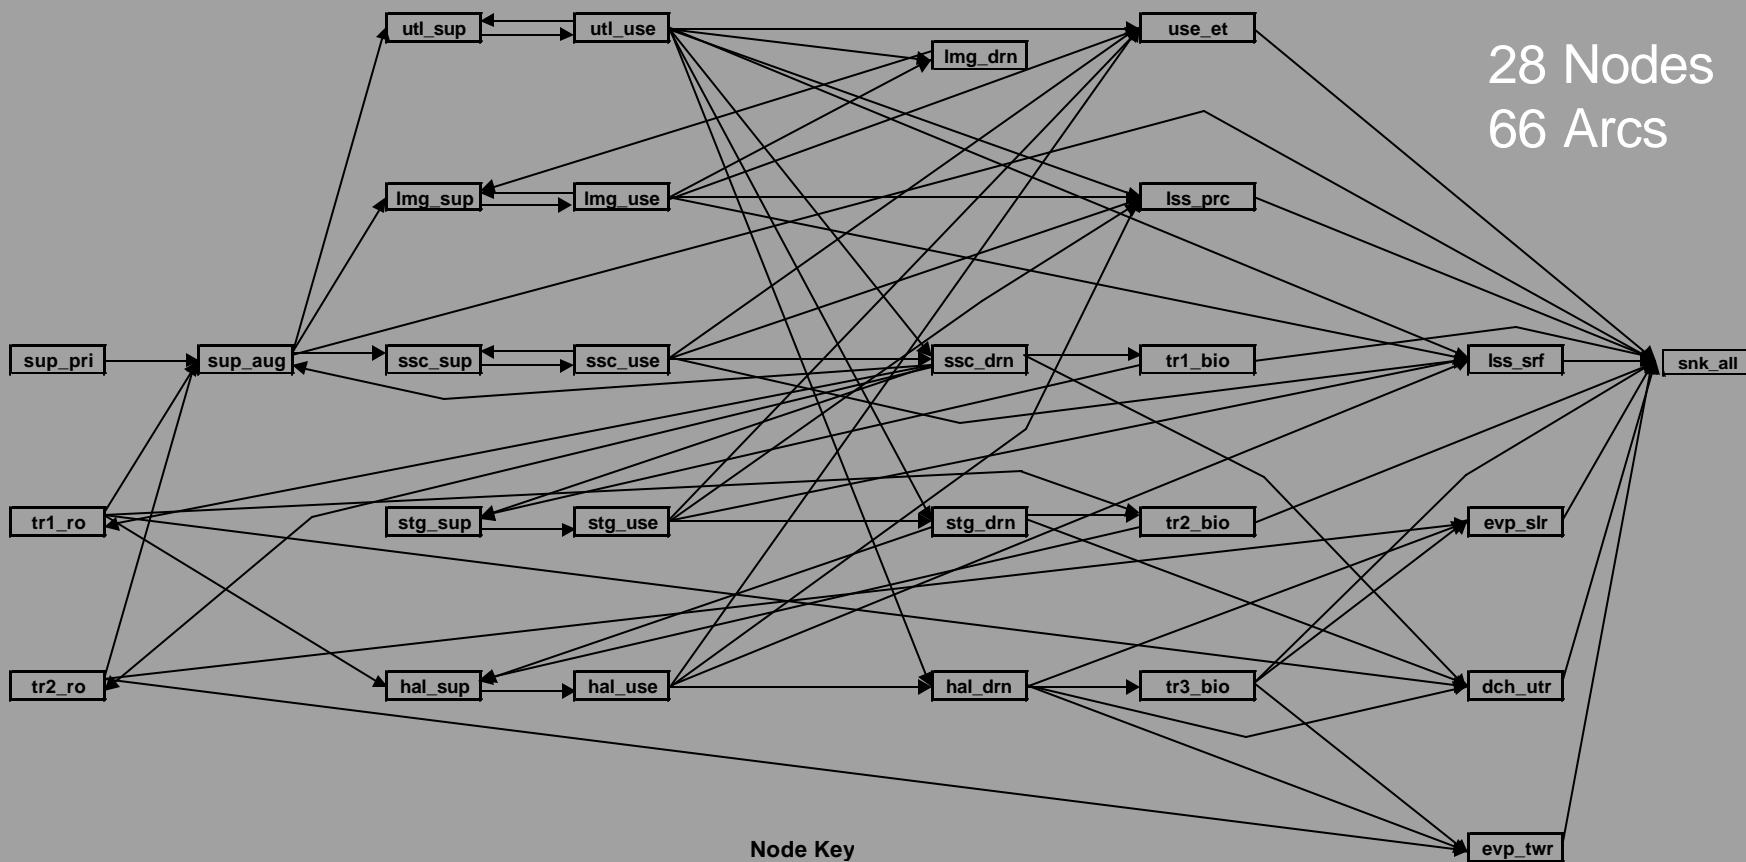 utl_sup utl_use use_et
lmg_drn
28 Nodes
66 Arcs
lmg_sup lmg_use lss_prc
sup_pri sup_aug ssc_sup ssc_use ssc_drn tr1_bio lss_srf snk_all
tr1_ro stg_sup stg_use stg_drn tr2_bio evp_slr
tr2_ro hal_sup hal_use hal_drn tr3_bio dch_utr
Node Key evp_twr